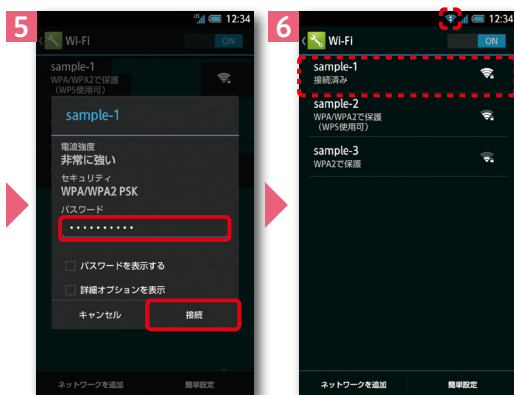 5
LTE
12:34
Wi-Fi
ON
sample-1
WPA/WPA2で保護
(WPS使用可)
sample-1
電波強度
非常に強い
セキュリティ
WPA/WPA2 PSK
パスワード
••••••••••
パスワードを表示する
詳細オプションを表示
キャンセル
接続
ネットワークを追加
簡単設定
6
12:34
Wi-Fi
ON
sample-1
接続済み
sample-2
WPA/WPA2で保護
(WPS使用可)
sample-3
WPA2で保護
ネットワークを追加
簡単設定